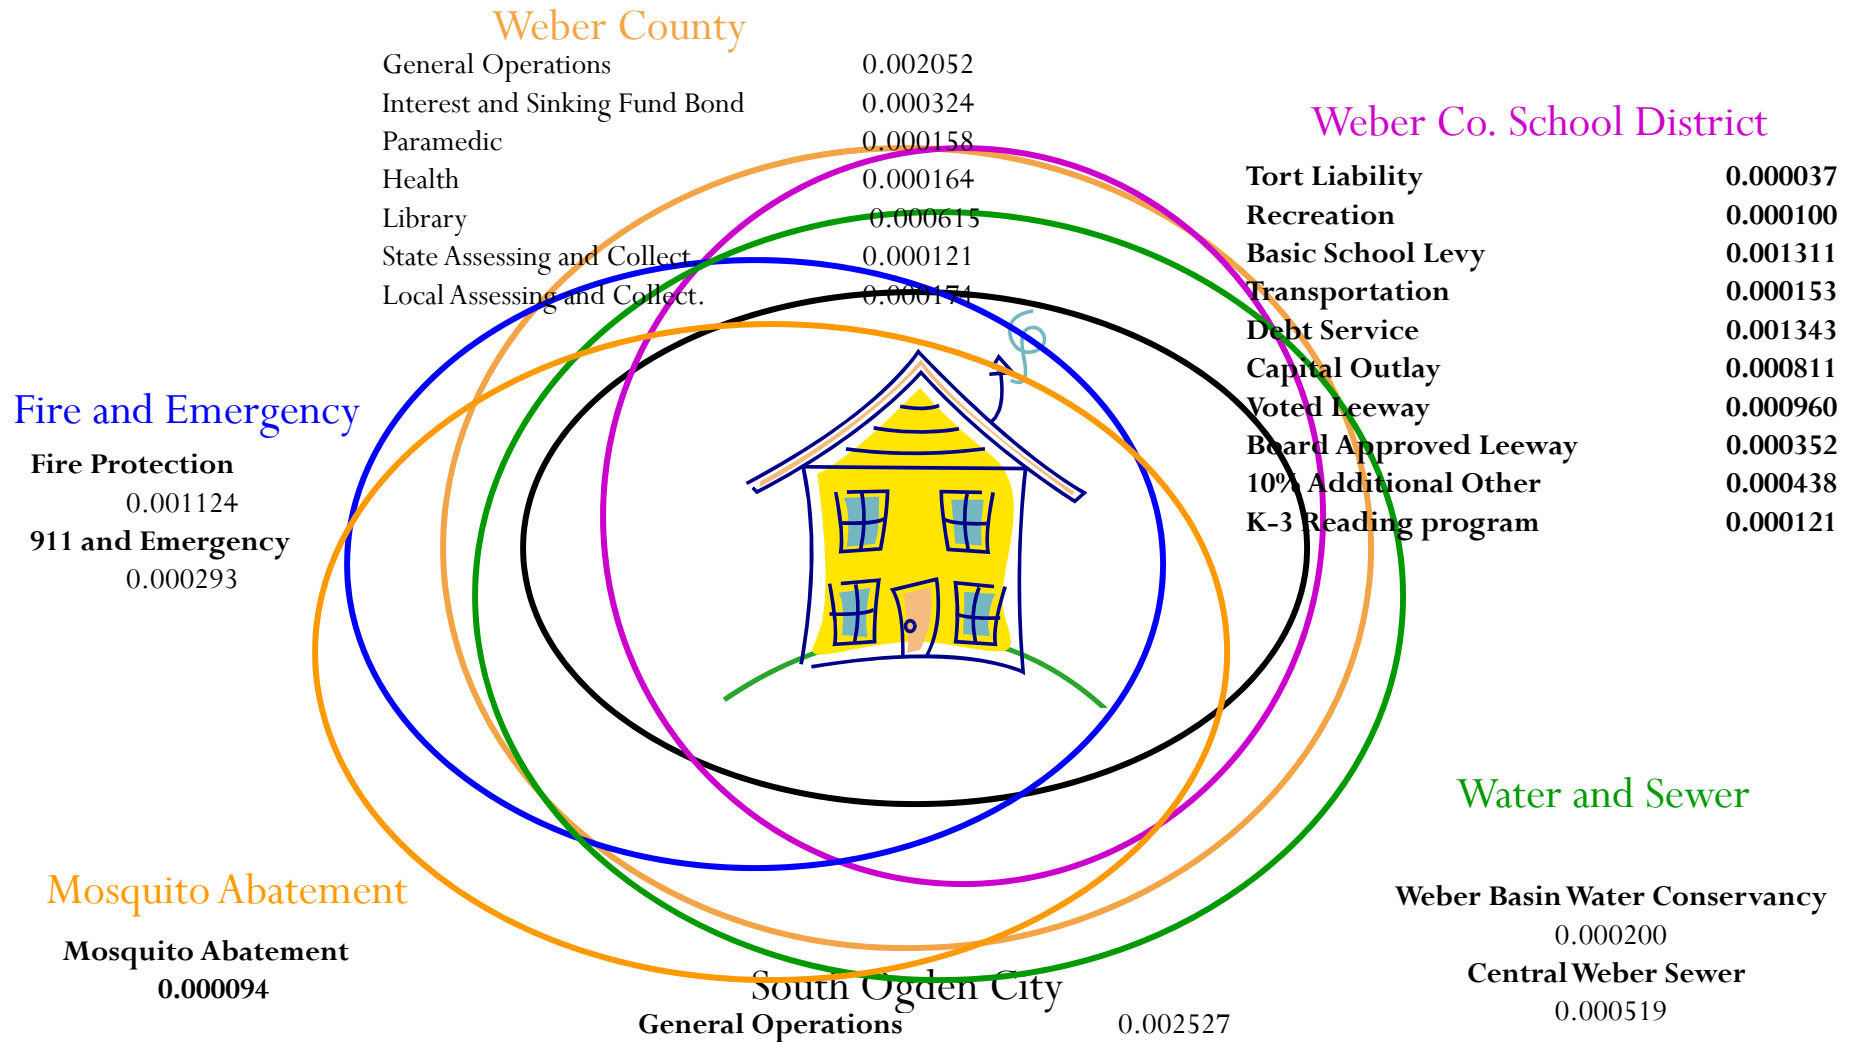 Weber County
General Operations 0.002052
Interest and Sinking Fund Bond 0.000324
Paramedic 0.000158
Health 0.000164
Library 0.000615
State Assessing and Collect. 0.000121
Local Assessing and Collect. 0.000174
Weber Co. School District
Tort Liability 0.000037
Recreation 0.000100
Basic School Levy 0.001311
Transportation 0.000153
Debt Service 0.001343
Capital Outlay 0.000811
Voted Leeway 0.000960
Board Approved Leeway 0.000352
10% Additional Other 0.000438
K-3 Reading program 0.000121
Fire and Emergency
Fire Protection
0.001124
911 and Emergency
0.000293
Water and Sewer
Weber Basin Water Conservancy
0.000200
Central Weber Sewer
0.000519
Mosquito Abatement
Mosquito Abatement
0.000094
South Ogden City
General Operations 0.002527